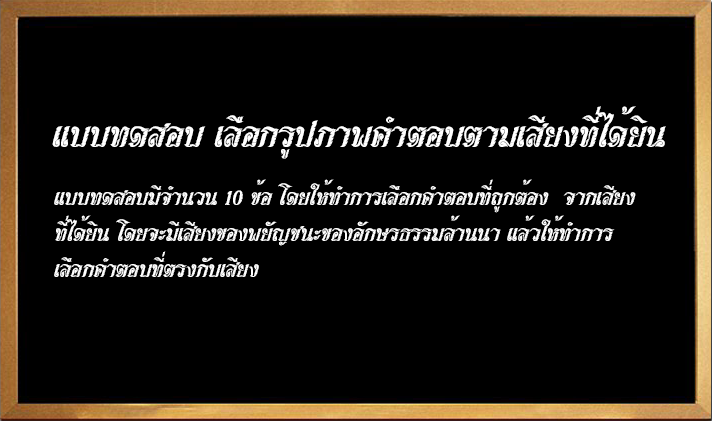 แบบทดสอบ เลือกรูปภาพคำตอบตามเสียงที่ได้ยิน
แบบทดสอบมีจำนวน 10 ข้อ โดยให้ทำการเลือกคำตอบที่ถูกต้อง จากเสียง
ที่ได้ยิน โดยจะมีเสียงของพยัญชนะของอักษรธรรมล้านนา แล้วให้ทำการ
เลือกคำตอบที่ตรงกับเสียง